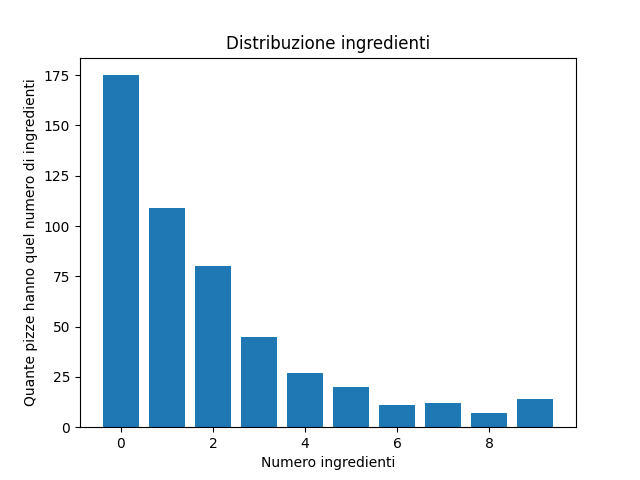 Distribuzione ingredienti
Quante pizze hanno quel numero di ingredienti
175
150
125
100
75
50
25
0
0 2 4 6 8
Numero ingredienti